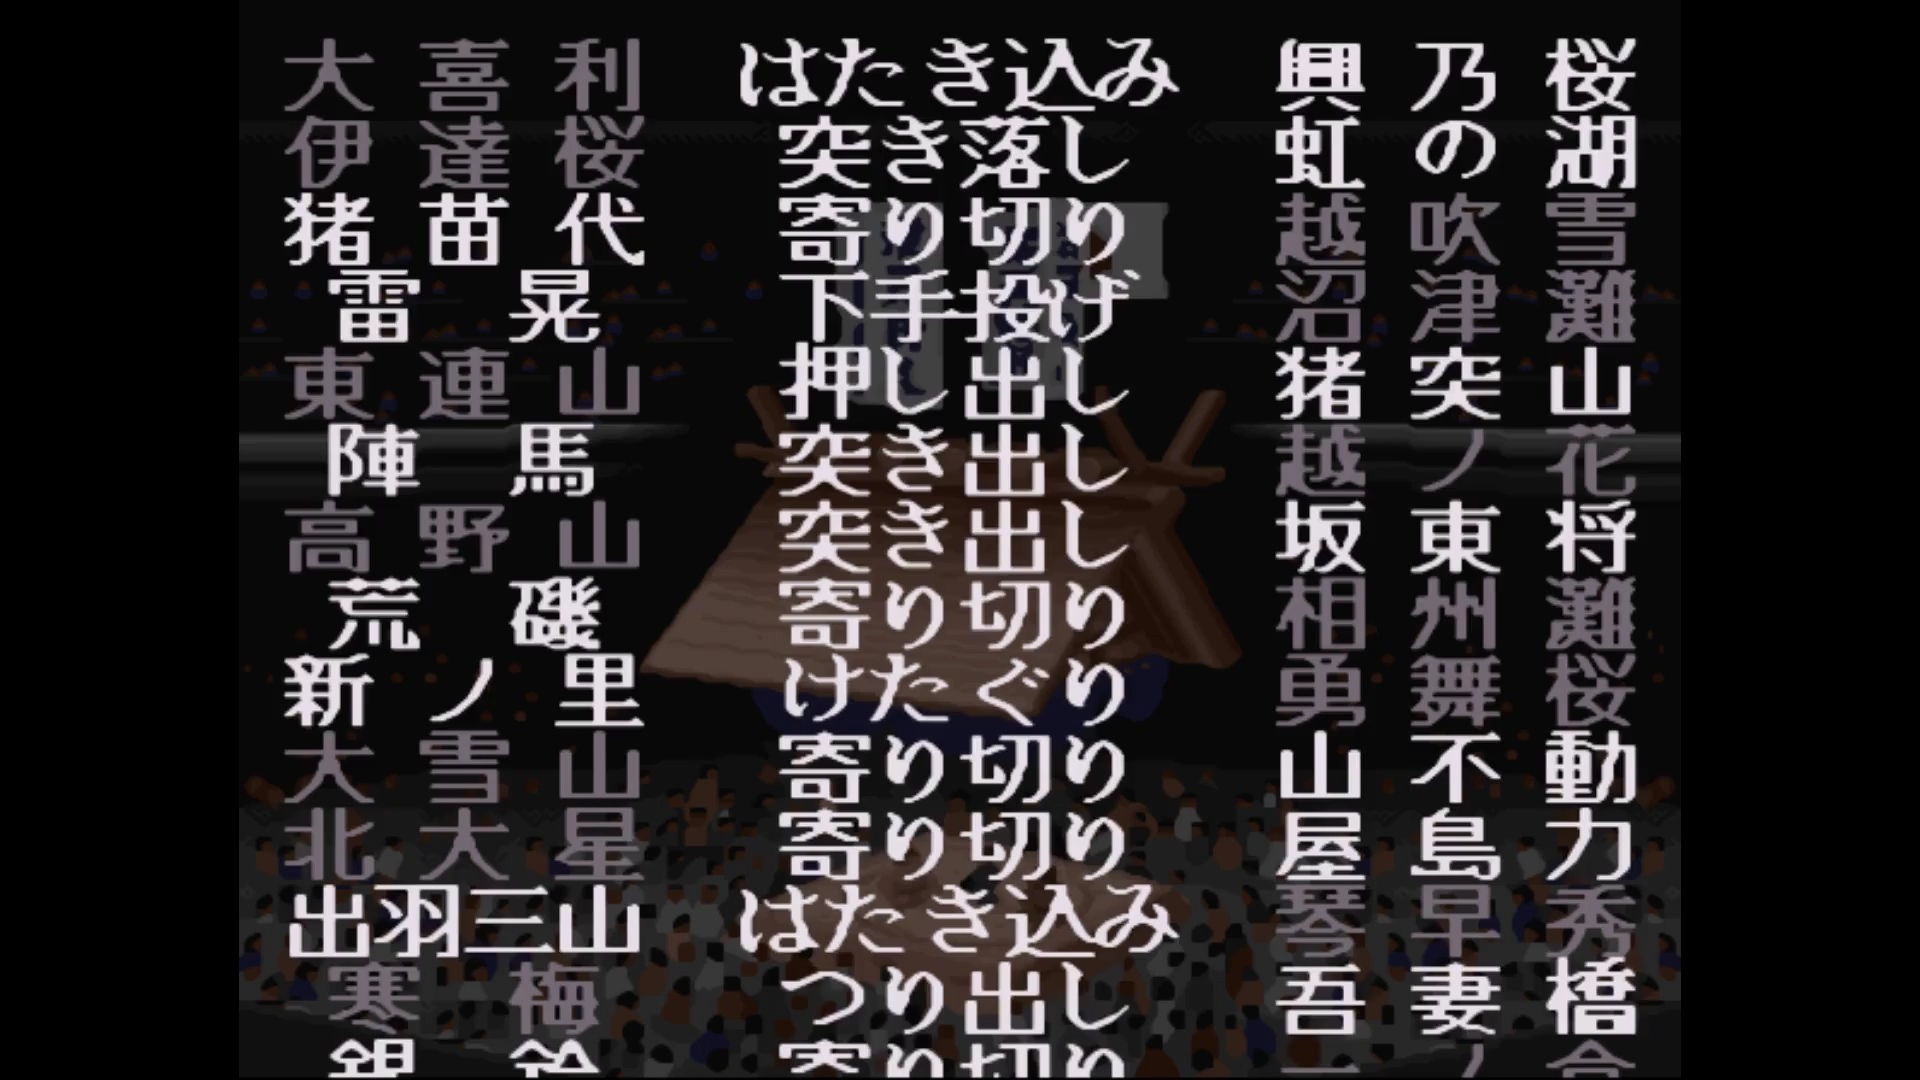 大喜利 はたき込み 興乃桜
伊達桜 突き落し 虹の湖
猪苗代 寄り切り 越吹雪
雷晃 下手投げ 沼津灘
東連山 押し出し 猪突山
陣馬 突き出し 越ノ花
高野山 突き出し 坂東将
荒磯 寄り切り 相州灘
新ノ里 けたぐり 勇舞桜
大雪山 寄り切り 山不動
北大星 寄り切り 屋島力
出羽三山 はたき込み 琴早秀
寒梅 つり出し 吾妻橋
寄り切り